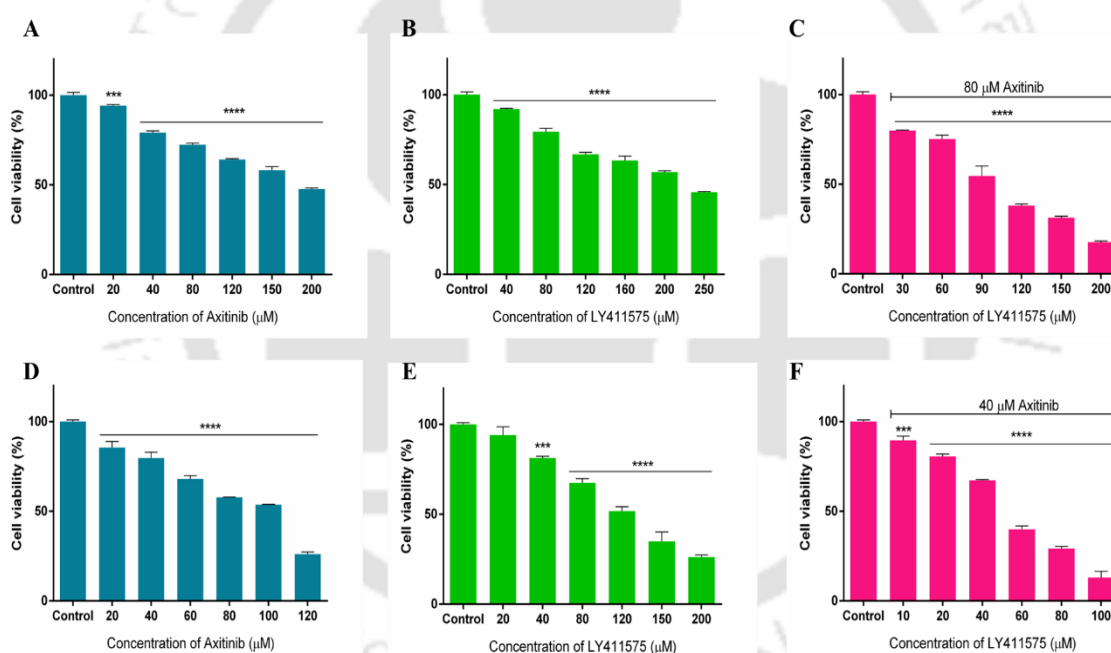 A
Cell viability (%)
100
50
0
***
****
Control 20 40 80 120 150 200
Concentration of Axitinib (μM)
B
Cell viability (%)
100
50
0
****
Control 40 80 120 160 200 250
Concentration of LY411575 (μM)
C
Cell viability (%)
100
50
0
80 μM Axitinib
****
Control 30 60 90 120 150 200
Concentration of LY411575 (μM)
D
Cell viability (%)
100
50
0
****
Control 20 40 60 80 100 120
Concentration of Axitinib (μM)
E
Cell viability (%)
100
50
0
***
****
Control 20 40 80 120 150 200
Concentration of LY411575 (μM)
F
Cell viability (%)
100
50
0
40 μM Axitinib
***
****
Control 10 20 40 60 80 100
Concentration of LY411575 (μM)